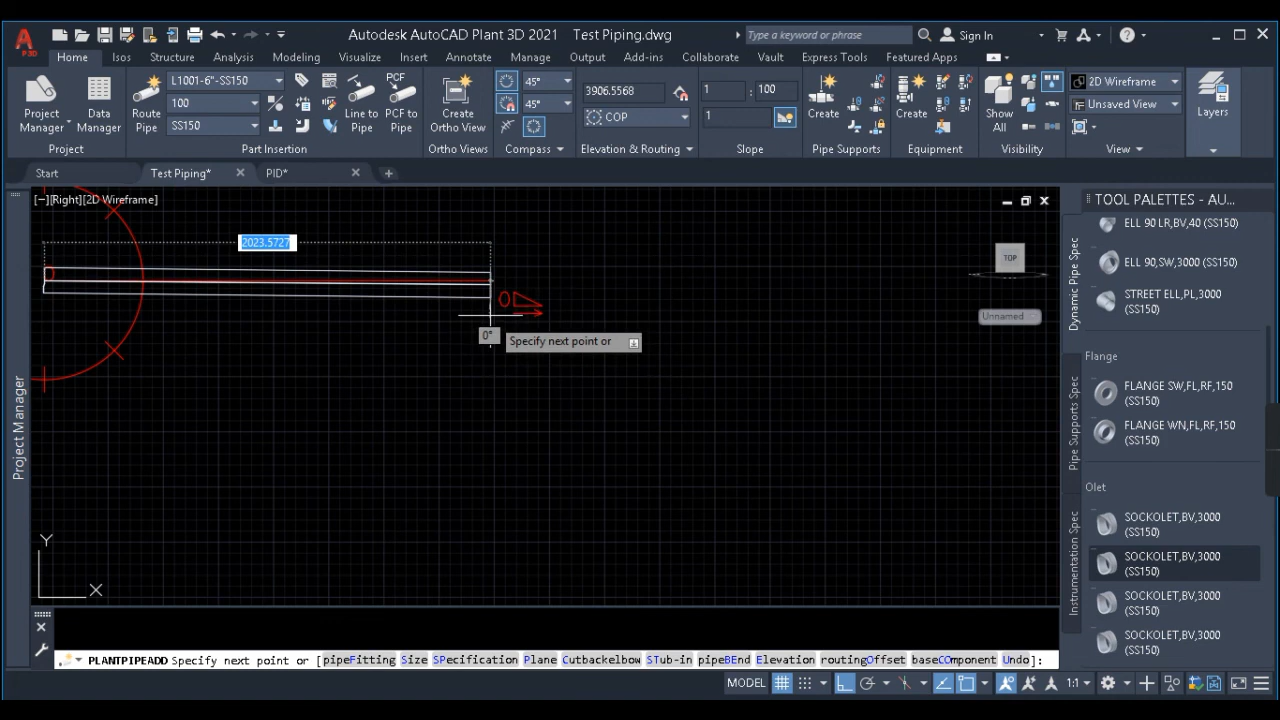 Autodesk AutoCAD Plant 3D 2021 Test Piping.dwg
Type a keyword or phrase
Sign In
P3D
Home Isos Structure Analysis Modeling Visualize Insert Annotate Manage Output Add-ins Collaborate Vault Express Tools Featured Apps
L1001-6"-SS150
100
SS150
Project
Manager
Data
Manager
Route
Pipe
Line to
Pipe
PCF
PCF to
Pipe
Create
Ortho View
45°
45°
3906.5568
COP
1 : 100
1
Create
Create
Show
All
2D Wireframe
Unsaved View
Layers
Project
Part Insertion
Ortho Views
Compass
Elevation & Routing
Slope
Pipe Supports
Equipment
Visibility
View
Start
Test Piping*
PID*
[−][Right][2D Wireframe]
2023.5727
0
0°
Specify next point or
TOP
Unnamed
Y
X
Project Manager
TOOL PALETTES - AU...
Dynamic Pipe Spec
Pipe Supports Spec
Instrumentation Spec
ELL 90 LR,BV,40 (SS150)
ELL 90,SW,3000 (SS150)
STREET ELL,PL,3000
(SS150)
Flange
FLANGE SW,FL,RF,150
(SS150)
FLANGE WN,FL,RF,150
(SS150)
Olet
SOCKOLET,BV,3000
(SS150)
SOCKOLET,BV,3000
(SS150)
SOCKOLET,BV,3000
(SS150)
SOCKOLET,BV,3000
(SS150)
PLANTPIPEADD Specify next point or [pipeFitting Size SPecification Plane Cutbackelbow STub-in pipeBEnd Elevation routingOffset baseCOmponent Undo]:
MODEL
1:1